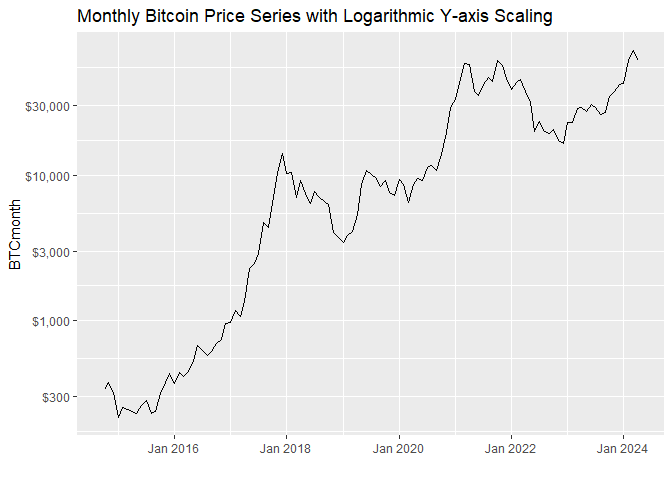 Monthly Bitcoin Price Series with Logarithmic Y-axis Scaling
BTCmonth
$30,000
$10,000
$3,000
$1,000
$300
Jan 2016
Jan 2018
Jan 2020
Jan 2022
Jan 2024